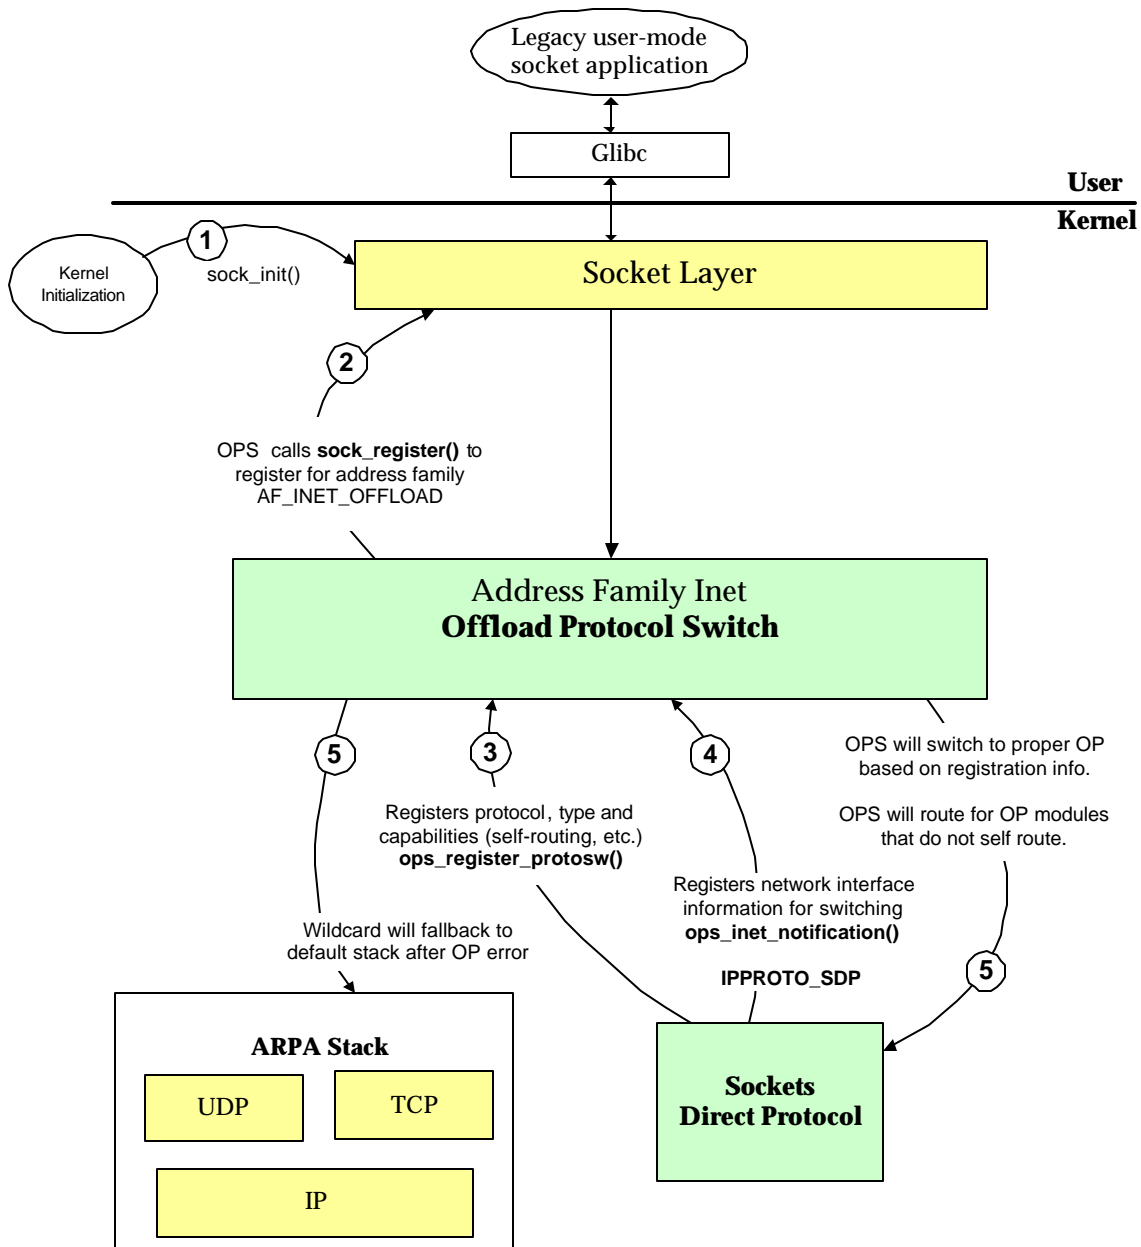 Legacy user-mode
socket application
Glibc
User
Kernel
1
sock_init()
Kernel
Initialization
Socket Layer
2
OPS calls sock_register() to
register for address family
AF_INET_OFFLOAD
Address Family Inet
Offload Protocol Switch
5
3
4
OPS will switch to proper OP
based on registration info.
OPS will route for OP modules
that do not self route.
Registers protocol, type and
capabilities (self-routing, etc.)
ops_register_protosw()
Registers network interface
information for switching
ops_inet_notification()
IPPROTO_SDP
Wildcard will fallback to
default stack after OP error
5
ARPA Stack
UDP
TCP
IP
Sockets
Direct Protocol